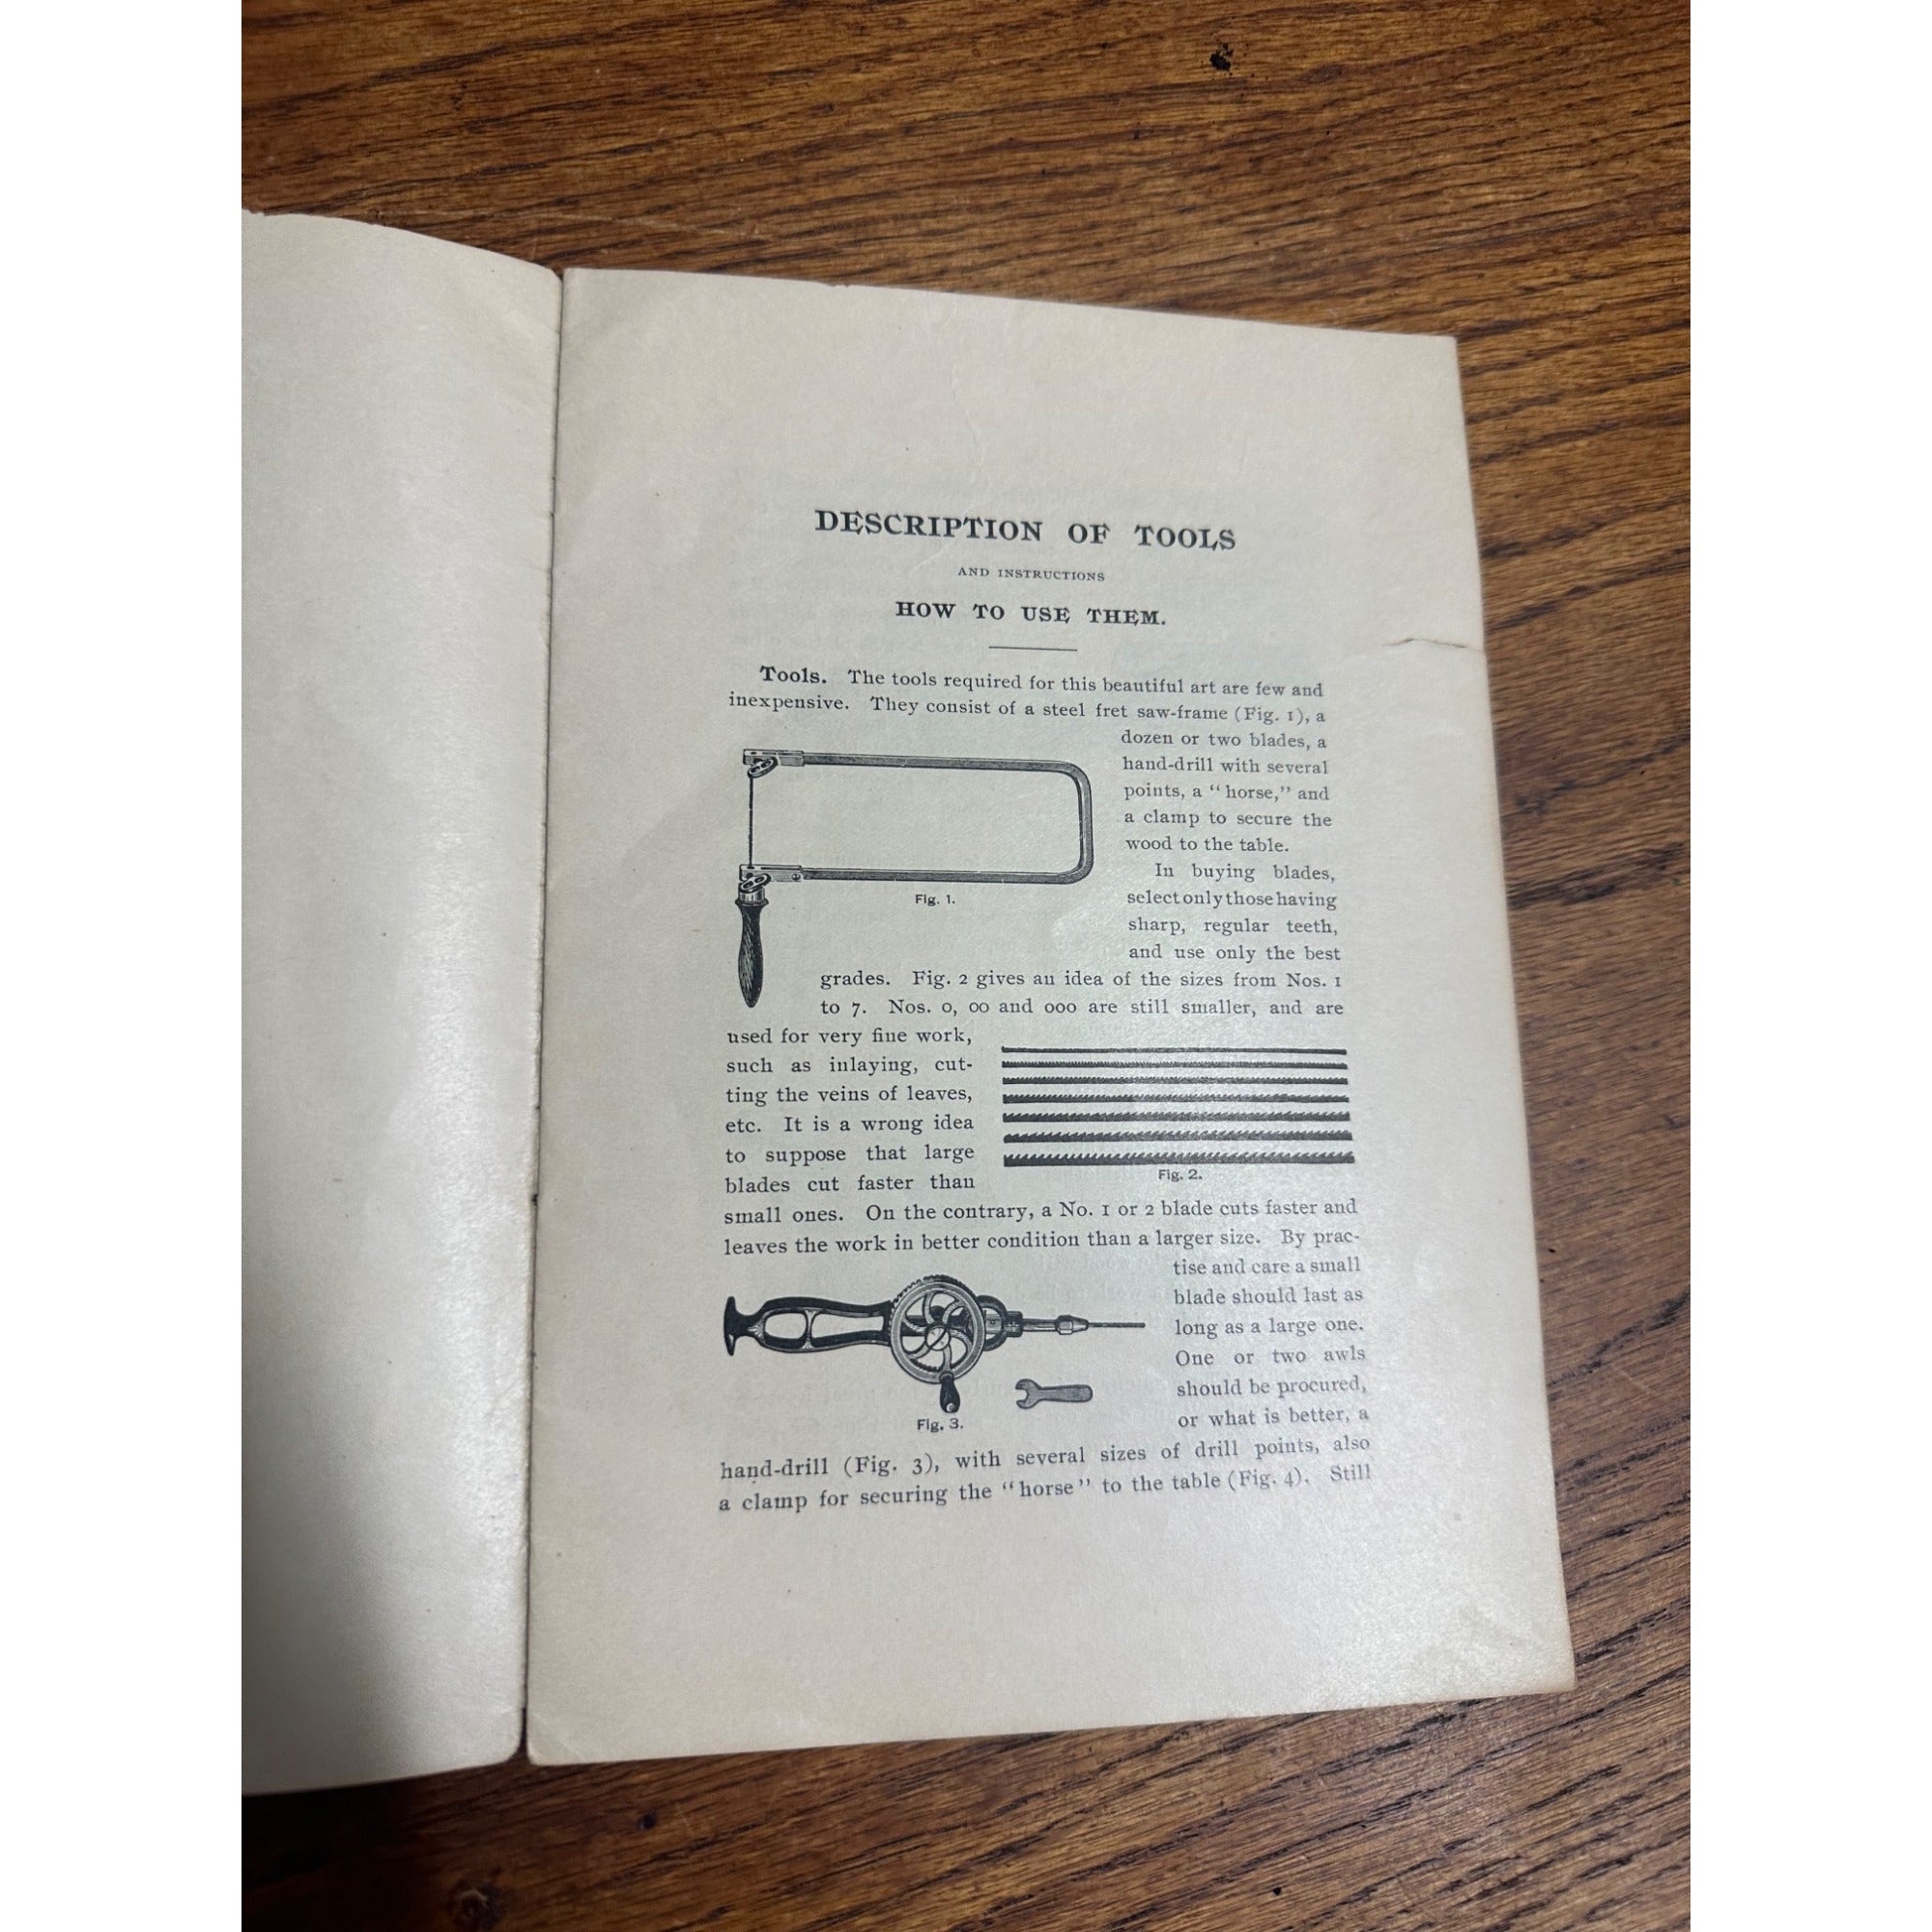 DESCRIPTION OF TOOLS
AND INSTRUCTIONS
HOW TO USE THEM.
Tools. The tools required for this beautiful art are few and
inexpensive. They consist of a steel fret saw-frame (Fig. 1), a
dozen or two blades, a
hand-drill with several
points, a "horse," and
a clamp to secure the
wood to the table.
In buying blades,
select only those having
sharp, regular teeth,
and use only the best
Fig. 1.
grades. Fig. 2 gives an idea of the sizes from Nos. 1
to 7. Nos. 0, 00 and 000 are still smaller, and are
used for very fine work,
such as inlaying, cut-
ting the veins of leaves,
etc. It is a wrong idea
to suppose that large
blades cut faster than
Fig. 2.
small ones. On the contrary, a No. 1 or 2 blade cuts faster and
leaves the work in better condition than a larger size. By prac-
tise and care a small
blade should last as
long as a large one.
One or two awls
should be procured,
or what is better, a
Fig. 3.
hand-drill (Fig. 3), with several sizes of drill points, also
a clamp for securing the "horse" to the table (Fig. 4). Still